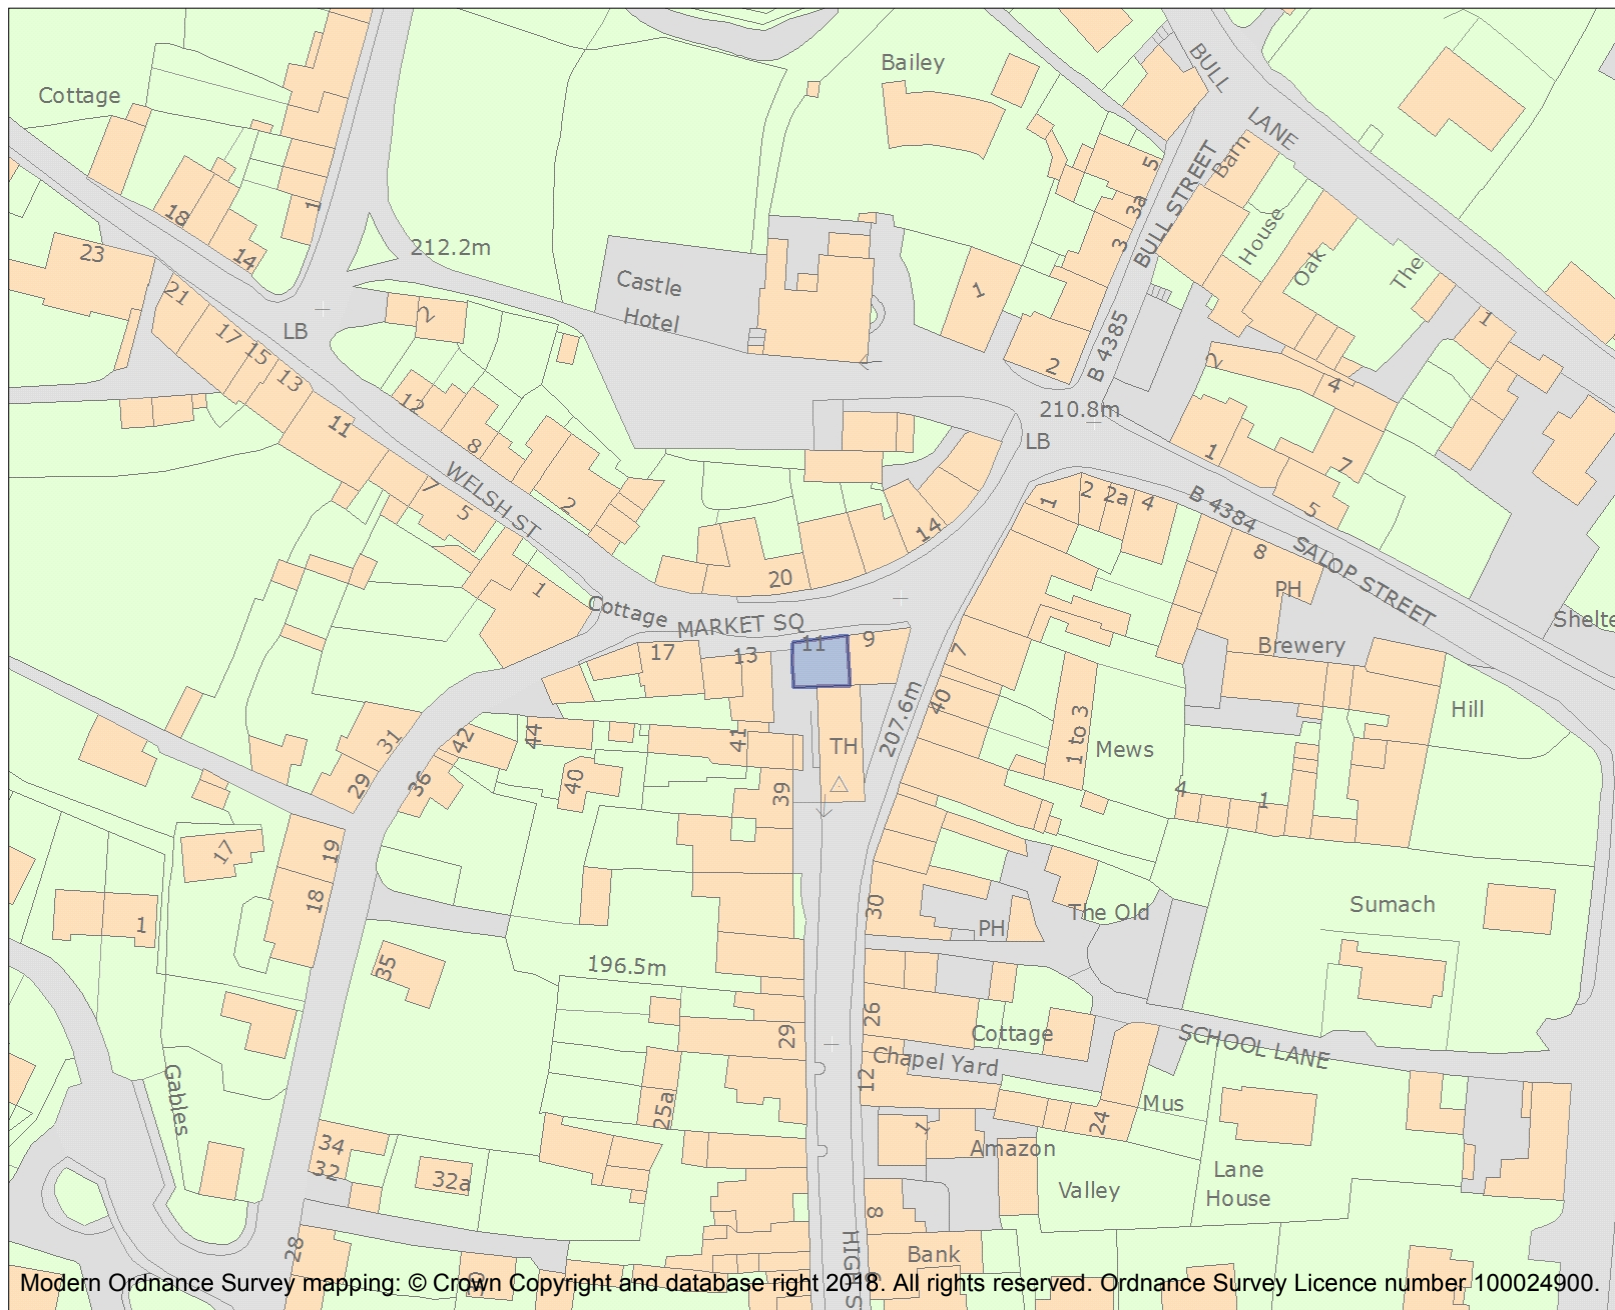 BULL
Bailey
Cottage
LANE
Barn
5
BULL STREET
3a
18
1
House
3
14
212.2m
23
Oak
The
Castle
Hotel
1
21
2
LB
17
15
13
B 4385
2
1
2
4
12
210.8m
11
8
LB
1
7
WELSH ST
7
5
2
1
2
2a
4
B 4384
5
14
8
SALOP STREET
20
PH
1
Cottage
MARKET SQ
Shelte
11
9
Brewery
17
13
7
40
Hill
207.6m
1 to 3
31
42
44
41
TH
Mews
29
36
40
39
4
1
17
19
18
1
30
The Old
Sumach
PH
35
196.5m
26
29
Cottage
SCHOOL LANE
Chapel Yard
12
Gables
25a
Mus
24
1
34
32
Amazon
32a
Lane
House
Valley
8
28
HIGH S
Bank
Modern Ordnance Survey mapping: © Crown Copyright and database right 2018. All rights reserved. Ordnance Survey Licence number 100024900.